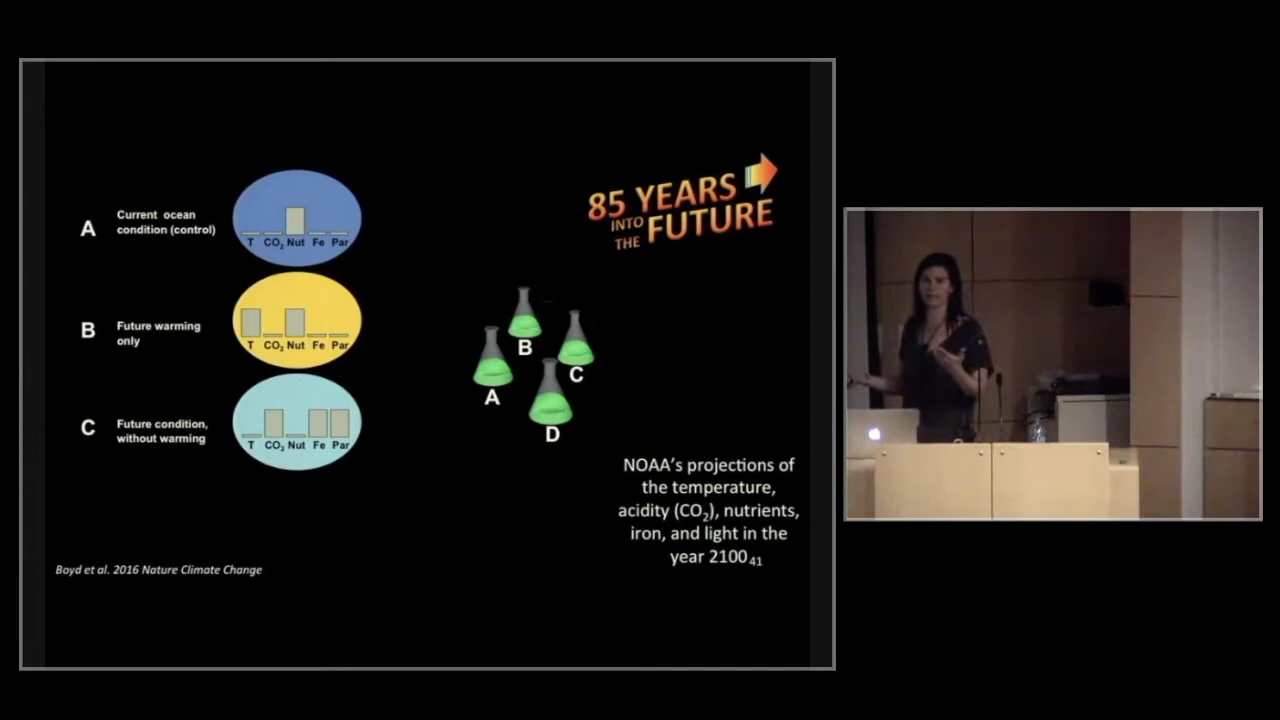 A
Current ocean
condition (control)
T CO2 Nut Fe Par
B
Future warming
only
T CO2 Nut Fe Par
C
Future condition,
without warming
T CO2 Nut Fe Par
85 YEARS
INTO
THE FUTURE
B
C
A
D
NOAA's projections of
the temperature,
acidity (CO2), nutrients,
iron, and light in the
year 2100 41
Boyd et al. 2016 Nature Climate Change